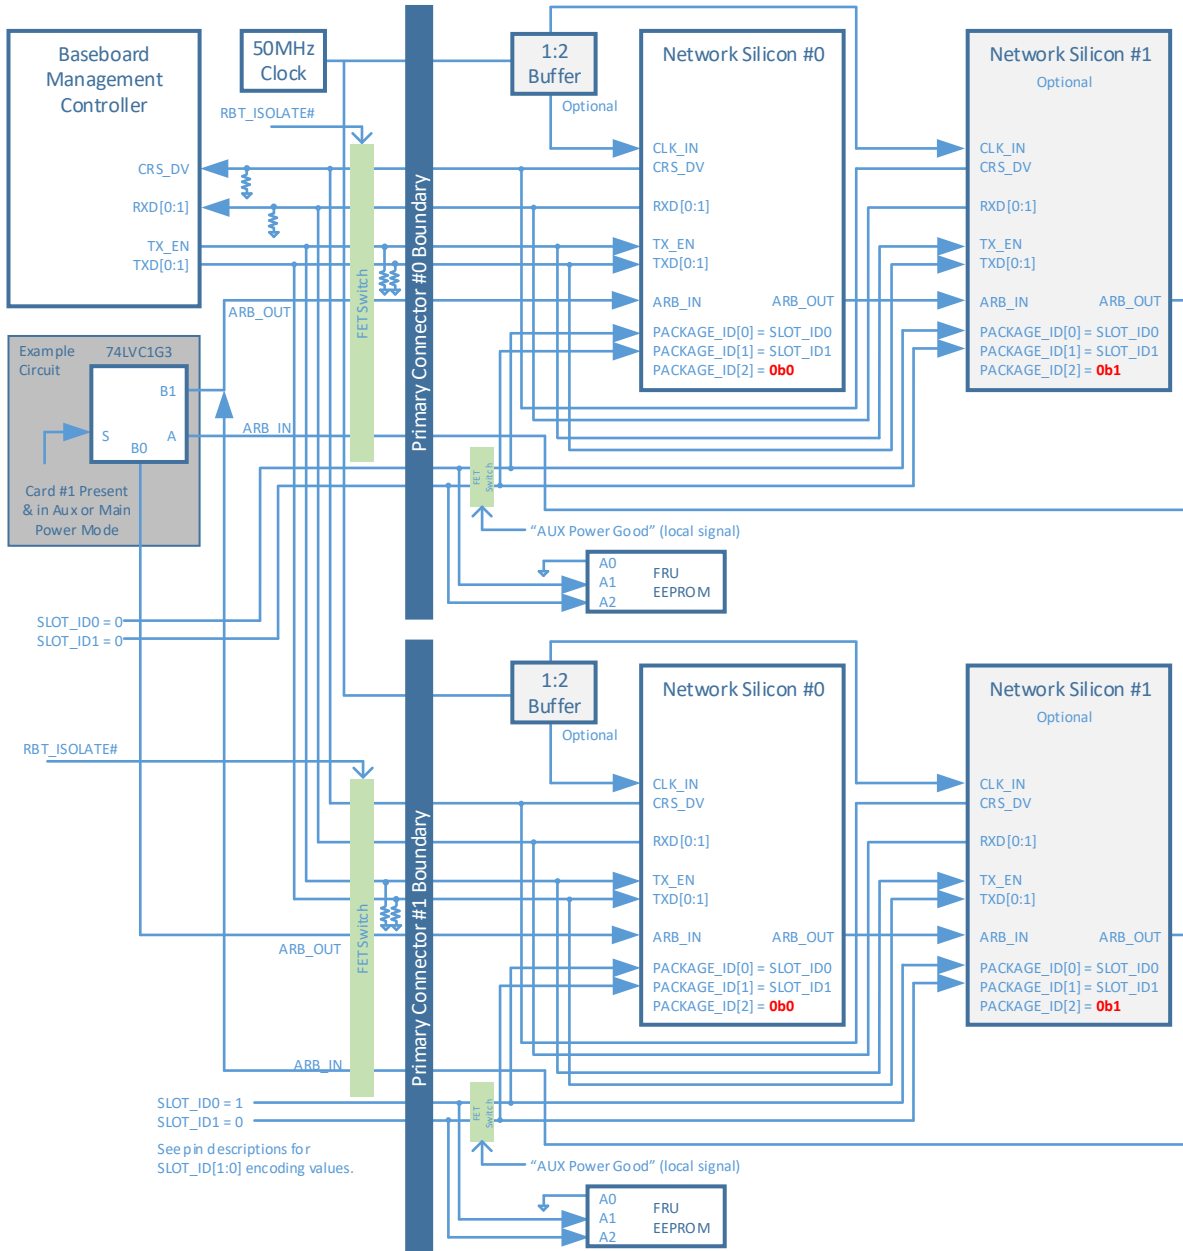 Baseboard
Management
Controller
CRS_DV
RXD[0:1]
TX_EN
TXD[0:1]
50MHz
Clock
RBT_ISOLATE#
FET Switch
Primary Connector #0 Boundary
1:2
Buffer
Optional
Network Silicon #0
CLK_IN
CRS_DV
RXD[0:1]
TX_EN
TXD[0:1]
ARB_IN
ARB_OUT
PACKAGE_ID[0] = SLOT_ID0
PACKAGE_ID[1] = SLOT_ID1
PACKAGE_ID[2] = 0b0
Network Silicon #1
Optional
CLK_IN
CRS_DV
RXD[0:1]
TX_EN
TXD[0:1]
ARB_IN
ARB_OUT
PACKAGE_ID[0] = SLOT_ID0
PACKAGE_ID[1] = SLOT_ID1
PACKAGE_ID[2] = 0b1
ARB_OUT
Example
Circuit
74LVC1G3
B1
S
A
B0
Card #1 Present
& in Aux or Main
Power Mode
ARB_IN
FET
Switch
"AUX Power Good" (local signal)
A0
A1
A2
FRU
EEPROM
SLOT_ID0 = 0
SLOT_ID1 = 0
RBT_ISOLATE#
FET Switch
Primary Connector #1 Boundary
1:2
Buffer
Optional
Network Silicon #0
CLK_IN
CRS_DV
RXD[0:1]
TX_EN
TXD[0:1]
ARB_IN
ARB_OUT
PACKAGE_ID[0] = SLOT_ID0
PACKAGE_ID[1] = SLOT_ID1
PACKAGE_ID[2] = 0b0
Network Silicon #1
Optional
CLK_IN
CRS_DV
RXD[0:1]
TX_EN
TXD[0:1]
ARB_IN
ARB_OUT
PACKAGE_ID[0] = SLOT_ID0
PACKAGE_ID[1] = SLOT_ID1
PACKAGE_ID[2] = 0b1
ARB_OUT
ARB_IN
SLOT_ID0 = 1
SLOT_ID1 = 0
See pin descriptions for
SLOT_ID[1:0] encoding values.
FET
Switch
"AUX Power Good" (local signal)
A0
A1
A2
FRU
EEPROM